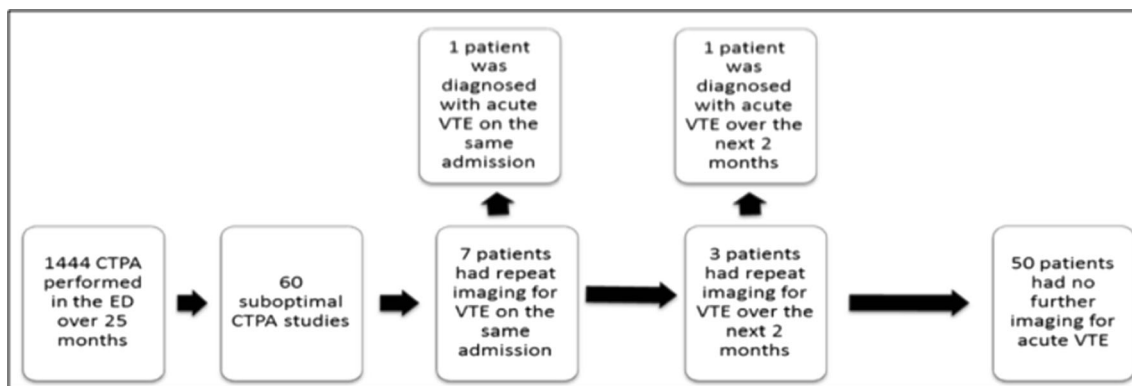 1 patient
was
diagnosed
with acute
VTE on the
same
admission
1 patient
was
diagnosed
with acute
VTE over the
next 2
months
1444 CTPA
performed
in the ED
over 25
months
60
suboptimal
CTPA studies
7 patients
had repeat
imaging for
VTE on the
same
admission
3 patients
had repeat
imaging for
VTE over the
next 2
months
50 patients
had no
further
imaging for
acute VTE